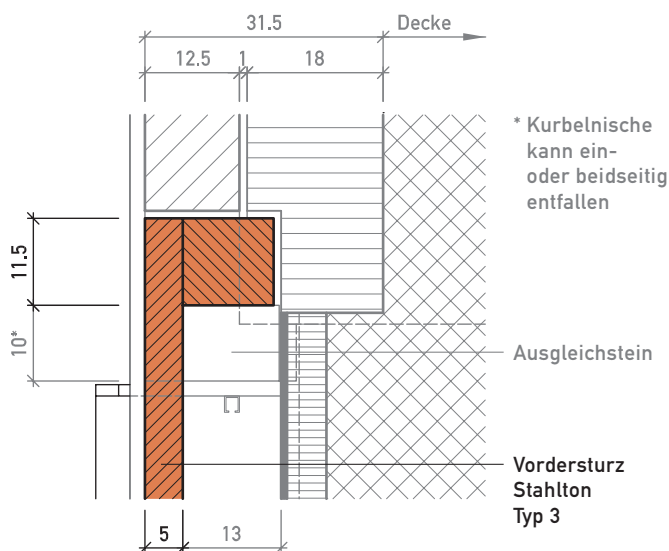 31.5 Decke
12.5 1 18
* Kurbelnische
kann ein-
oder beidseitig
entfallen
11.5
10*
Ausgleichstein
Vordersturz
Stahlton
Typ 3
5 13